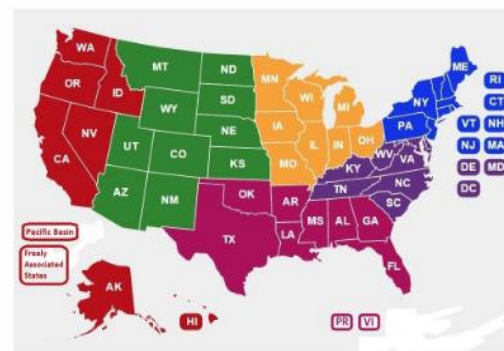 WA
ME
MT
ND
MN
RI
OR
ID
WI
MI
NY
CT
SD
WY
VT
NH
IA
PA
NJ
MA
NE
NV
UT
IL
IN
OH
WV
DE
MD
CA
CO
KS
MO
KY
VA
DC
TN
NC
AZ
NM
OK
AR
SC
Pacific Basin
MS
AL
GA
TX
LA
Freely
Associated
States
FL
AK
HI
PR
VI